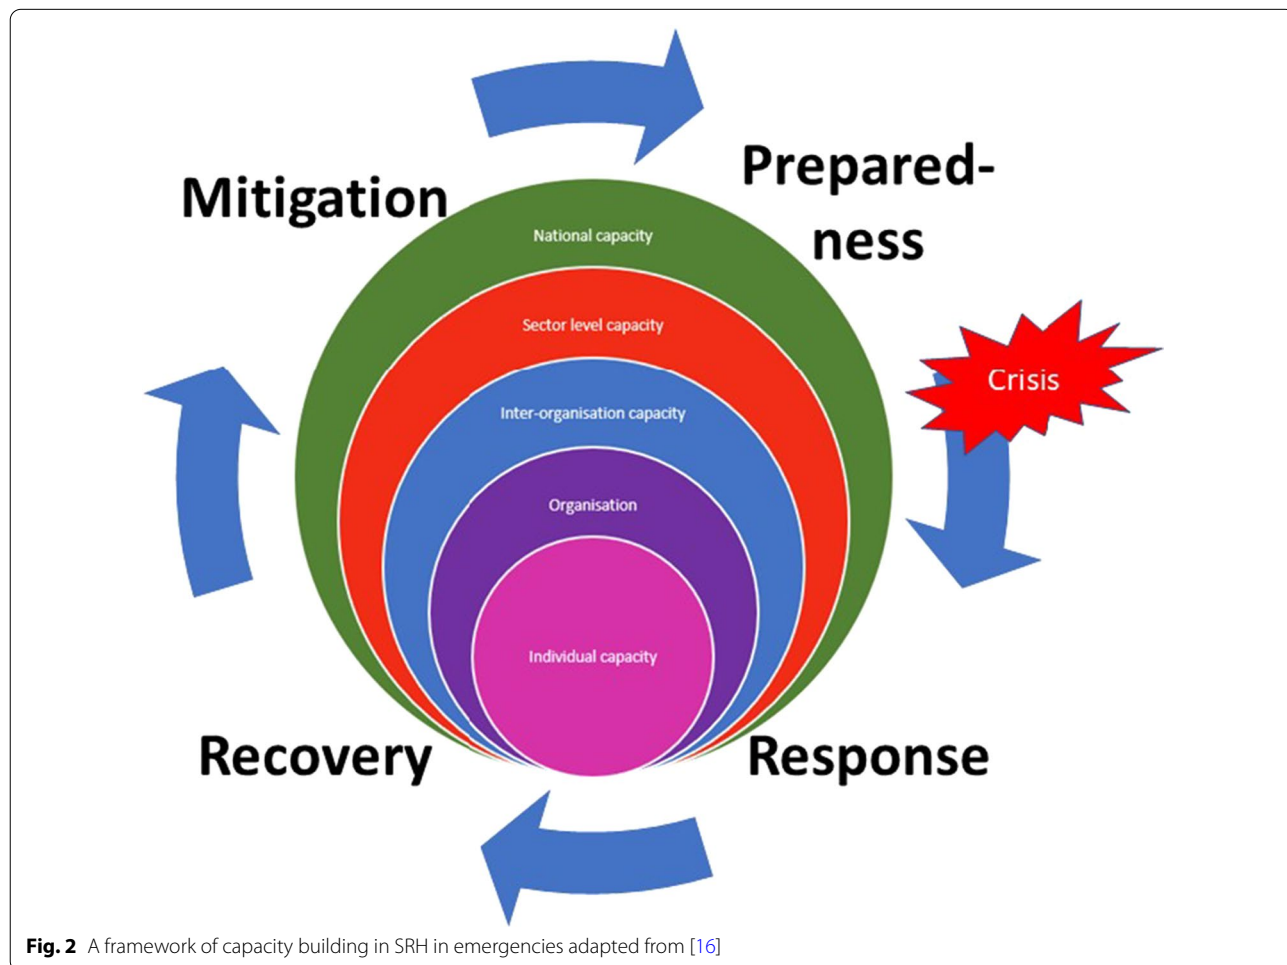 Mitigation
Prepared-
ness
National capacity
Sector level capacity
Crisis
Inter-organisation capacity
Organisation
Individual capacity
Recovery
Response
Fig. 2 A framework of capacity building in SRH in emergencies adapted from [16]